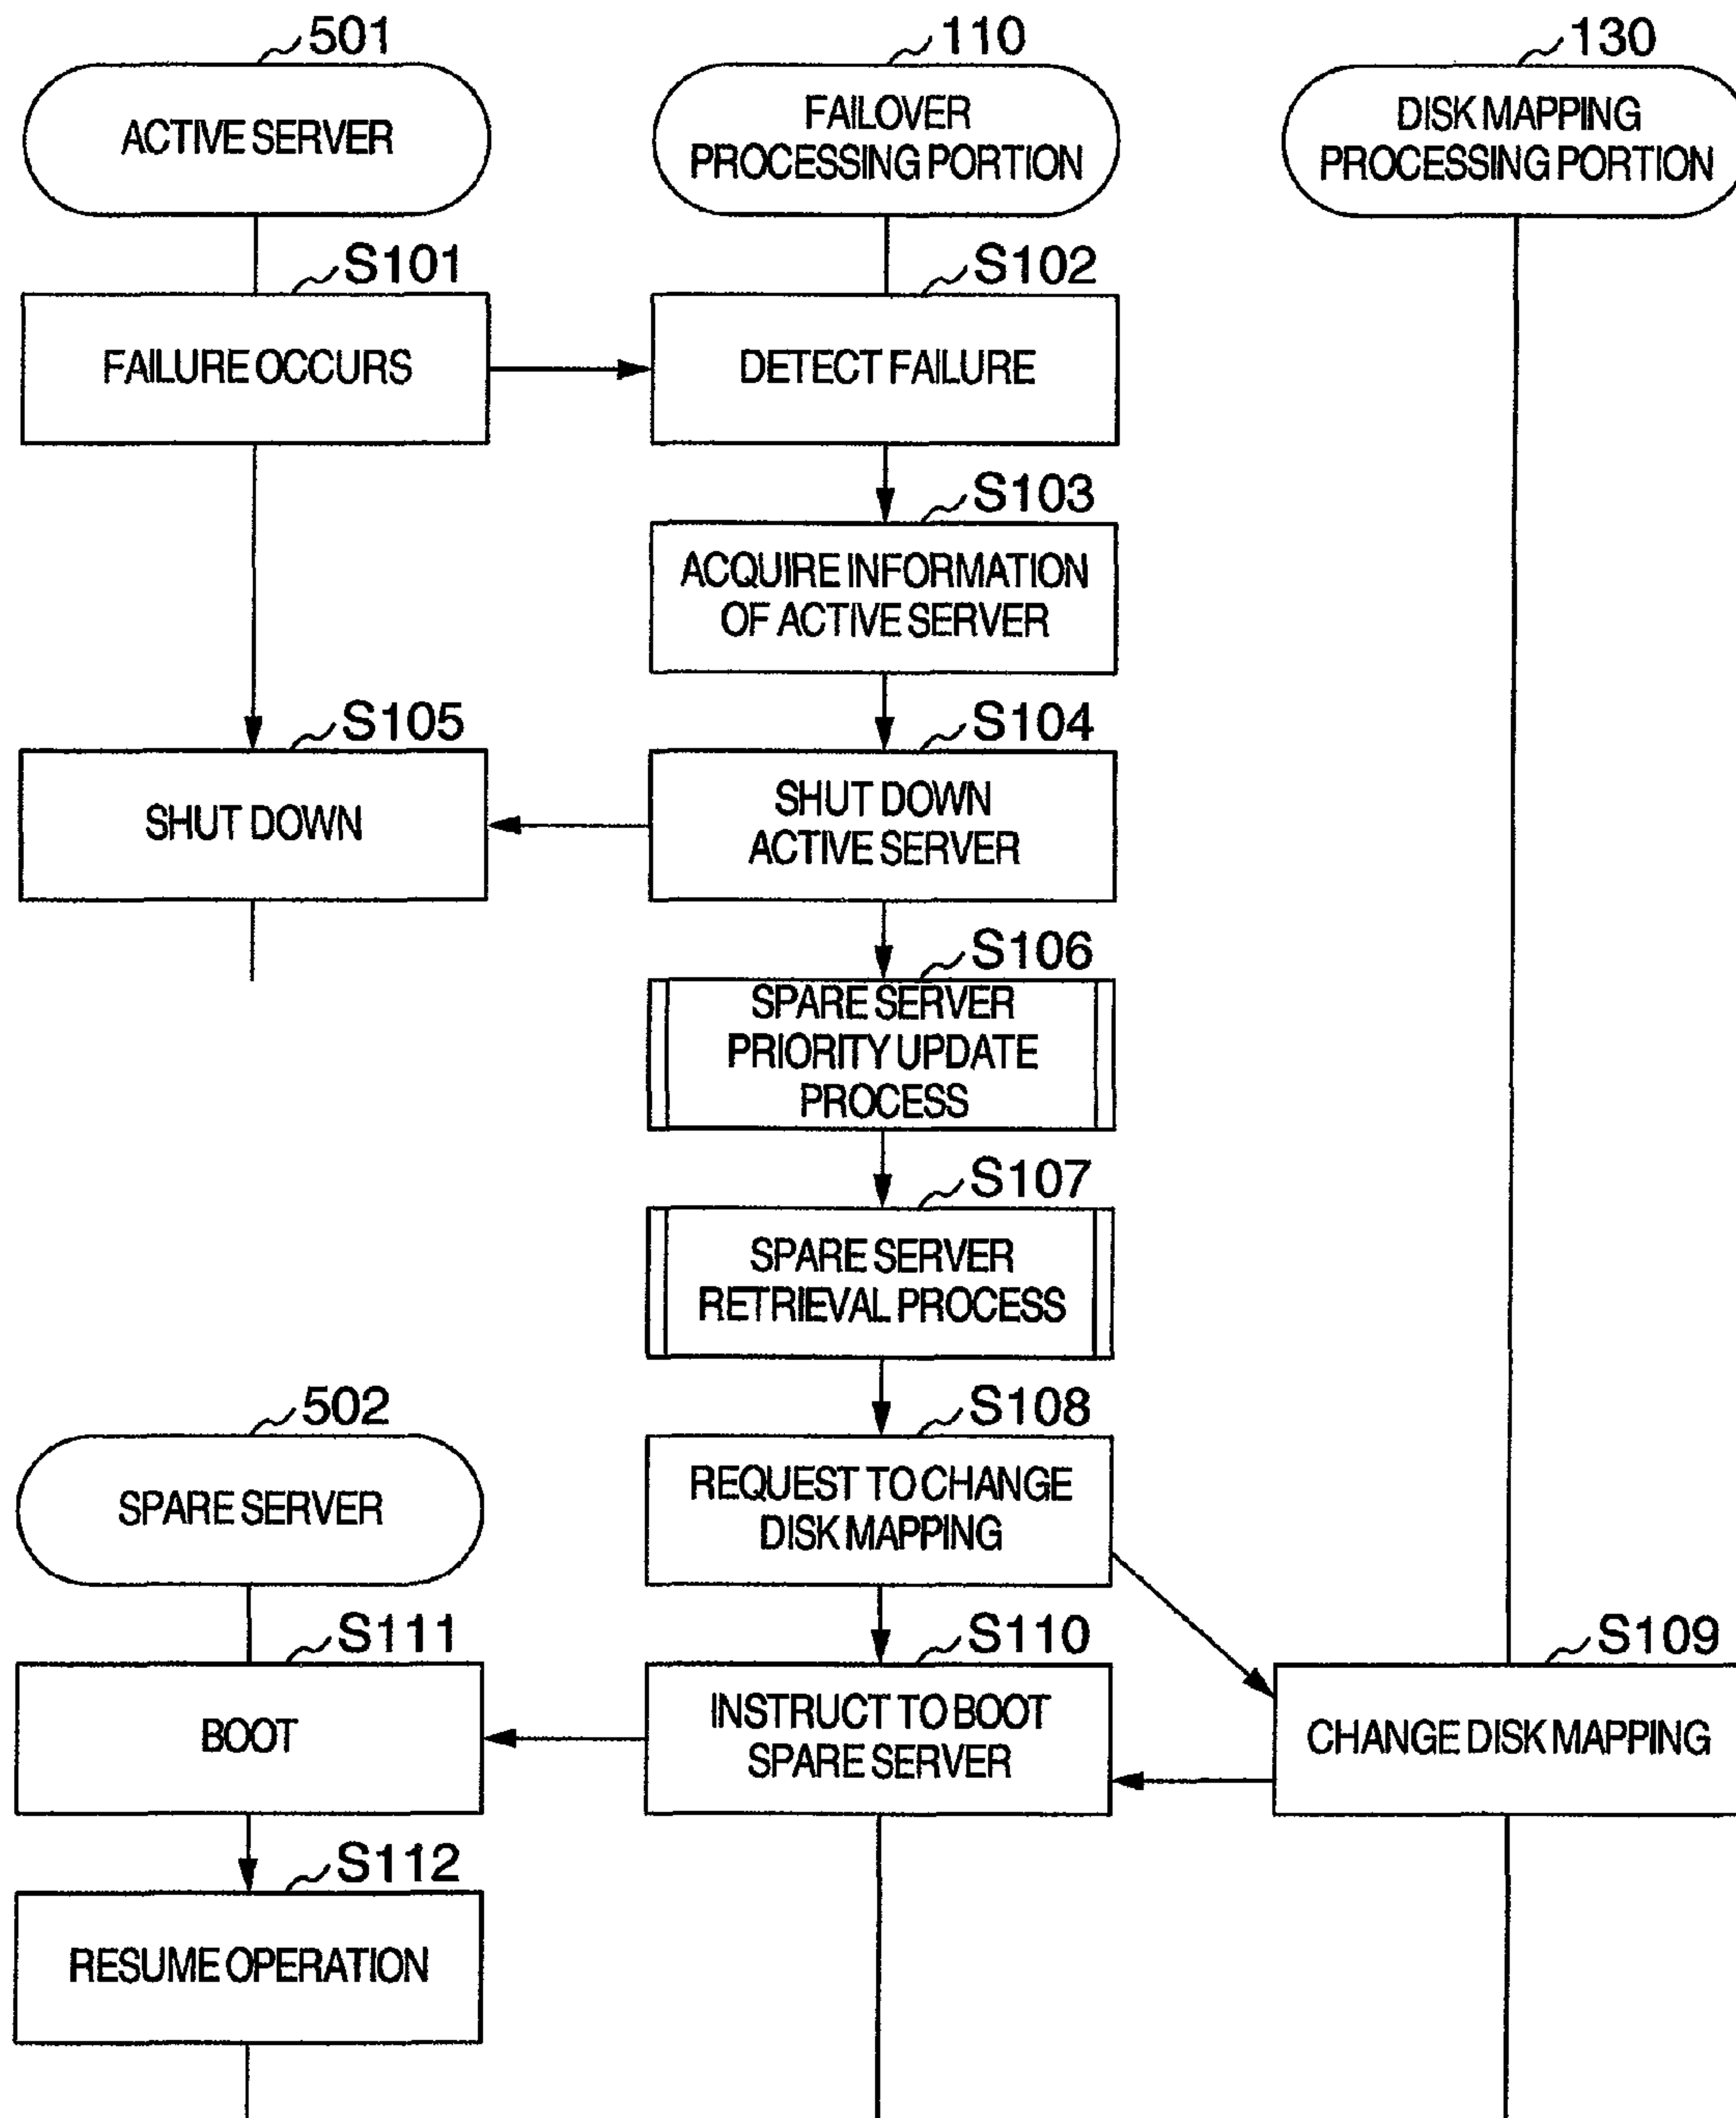 501
110
130
ACTIVE SERVER
FAILOVER
PROCESSING PORTION
DISK MAPPING
PROCESSING PORTION
S101
S102
FAILURE OCCURS
DETECT FAILURE
S103
ACQUIRE INFORMATION
OF ACTIVE SERVER
S105
S104
SHUT DOWN
SHUT DOWN
ACTIVE SERVER
S106
SPARE SERVER
PRIORITY UPDATE
PROCESS
S107
SPARE SERVER
RETRIEVAL PROCESS
502
S108
SPARE SERVER
REQUEST TO CHANGE
DISK MAPPING
S111
S110
S109
BOOT
INSTRUCT TO BOOT
SPARE SERVER
CHANGE DISK MAPPING
S112
RESUME OPERATION